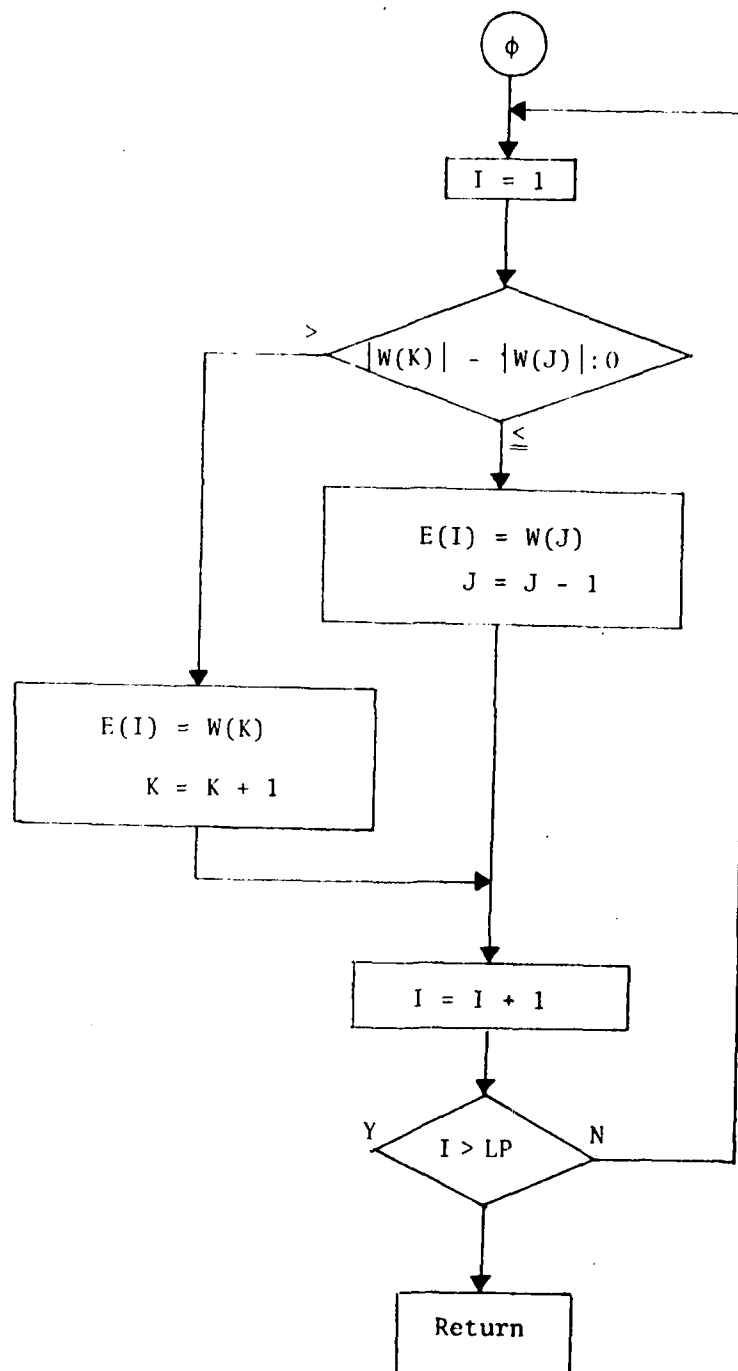 ϕ
I = 1
>
|W(K)| - |W(J)|:0
≦
E(I) = W(J)
J = J - 1
E(I) = W(K)
K = K + 1
I = I + 1
Y
I > LP
N
Return